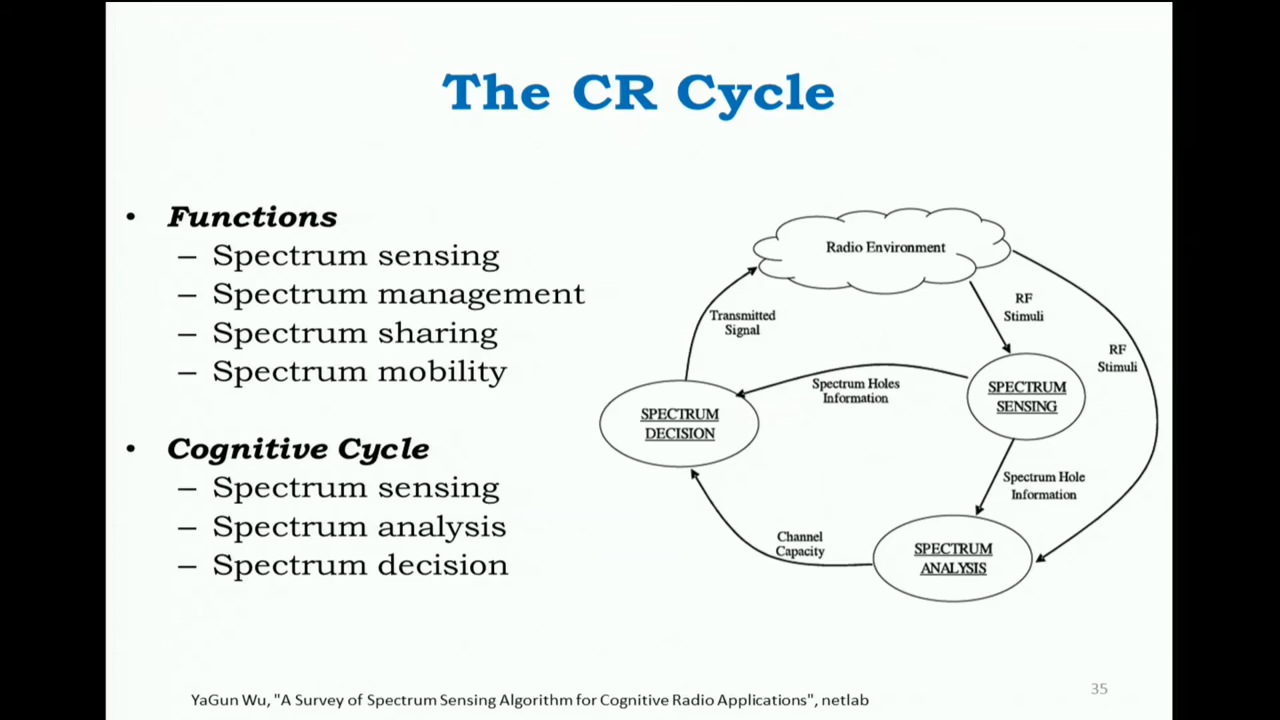 The CR Cycle
• Functions
– Spectrum sensing
– Spectrum management
– Spectrum sharing
– Spectrum mobility
• Cognitive Cycle
– Spectrum sensing
– Spectrum analysis
– Spectrum decision
Radio Environment
RF
Stimuli
RF
Stimuli
Transmitted
Signal
Spectrum Holes
Information
SPECTRUM
SENSING
SPECTRUM
DECISION
Spectrum Hole
Information
Channel
Capacity
SPECTRUM
ANALYSIS
YaGun Wu, "A Survey of Spectrum Sensing Algorithm for Cognitive Radio Applications", netlab
35